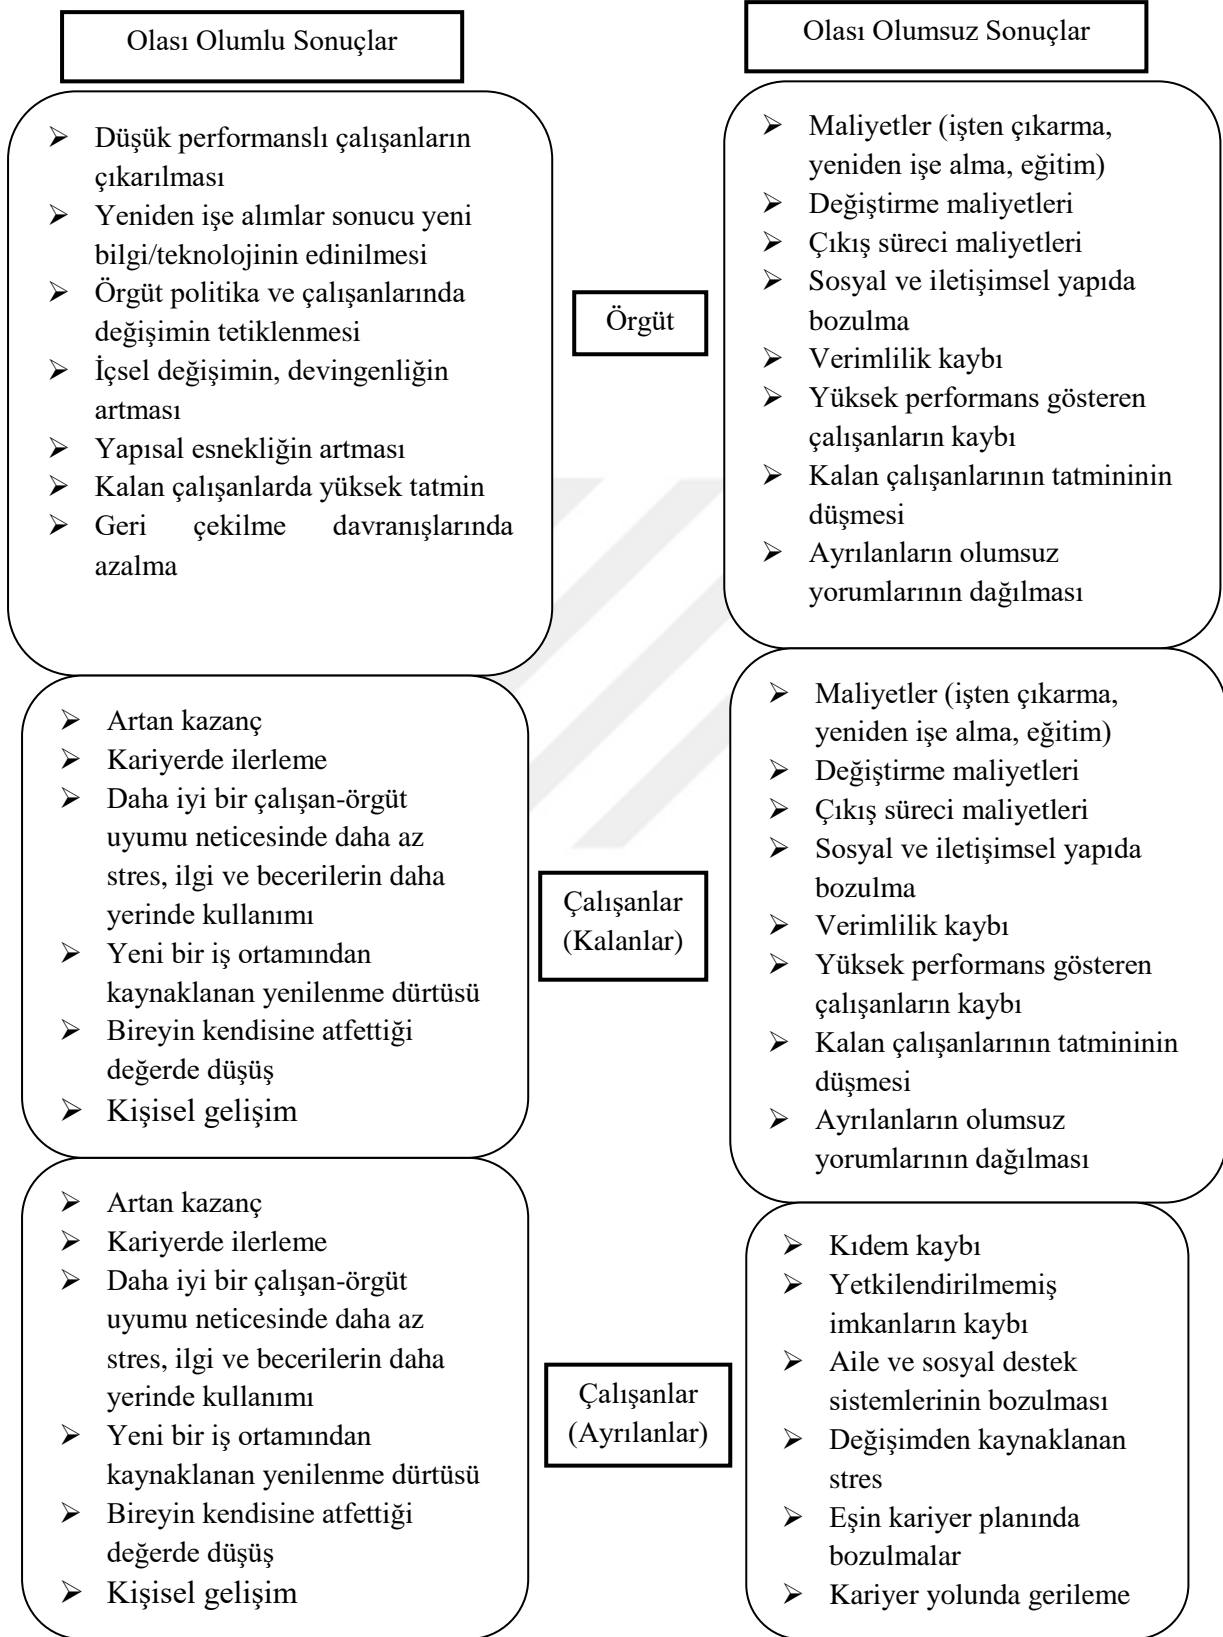 Olası Olumlu Sonuçlar
Olası Olumsuz Sonuçlar
➢ Düşük performanslı çalışanların
çıkarılması
➢ Yeniden işe alımlar sonucu yeni
bilgi/teknolojinin edinilmesi
➢ Örgüt politika ve çalışanlarında
değişimin tetiklenmesi
➢ İçsel değişimin, devingenliğin
artması
➢ Yapısal esnekliğin artması
➢ Kalan çalışanlarda yüksek tatmin
➢ Geri çekilme davranışlarında
azalma
Örgüt
➢ Maliyetler (işten çıkarma,
yeniden işe alma, eğitim)
➢ Değiştirme maliyetleri
➢ Çıkış süreci maliyetleri
➢ Sosyal ve iletişimsel yapıda
bozulma
➢ Verimlilik kaybı
➢ Yüksek performans gösteren
çalışanların kaybı
➢ Kalan çalışanlarının tatmininin
düşmesi
➢ Ayrılanların olumsuz
yorumlarının dağılması
➢ Artan kazanç
➢ Kariyerde ilerleme
➢ Daha iyi bir çalışan-örgüt
uyumu neticesinde daha az
stres, ilgi ve becerilerin daha
yerinde kullanımı
➢ Yeni bir iş ortamından
kaynaklanan yenilenme dürtüsü
➢ Bireyin kendisine atfettiği
değerde düşüş
➢ Kişisel gelişim
Çalışanlar
(Kalanlar)
➢ Maliyetler (işten çıkarma,
yeniden işe alma, eğitim)
➢ Değiştirme maliyetleri
➢ Çıkış süreci maliyetleri
➢ Sosyal ve iletişimsel yapıda
bozulma
➢ Verimlilik kaybı
➢ Yüksek performans gösteren
çalışanların kaybı
➢ Kalan çalışanlarının tatmininin
düşmesi
➢ Ayrılanların olumsuz
yorumlarının dağılması
➢ Artan kazanç
➢ Kariyerde ilerleme
➢ Daha iyi bir çalışan-örgüt
uyumu neticesinde daha az
stres, ilgi ve becerilerin daha
yerinde kullanımı
➢ Yeni bir iş ortamından
kaynaklanan yenilenme dürtüsü
➢ Bireyin kendisine atfettiği
değerde düşüş
➢ Kişisel gelişim
Çalışanlar
(Ayrılanlar)
➢ Kıdem kaybı
➢ Yetkilendirilmemiş
imkanların kaybı
➢ Aile ve sosyal destek
sistemlerinin bozulması
➢ Değişimden kaynaklanan
stres
➢ Eşin kariyer planında
bozulmalar
➢ Kariyer yolunda gerileme